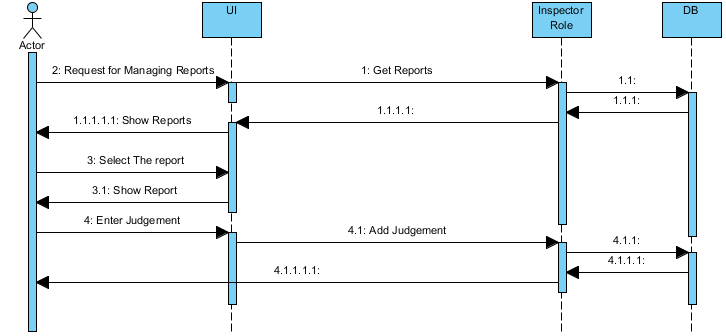 UI
Inspector
Role
DB
Actor
2: Request for Managing Reports
1: Get Reports
1.1:
1.1.1:
1.1.1.1:
1.1.1.1.1: Show Reports
3: Select The report
3.1: Show Report
4: Enter Judgement
4.1: Add Judgement
4.1.1:
4.1.1.1:
4.1.1.1.1: